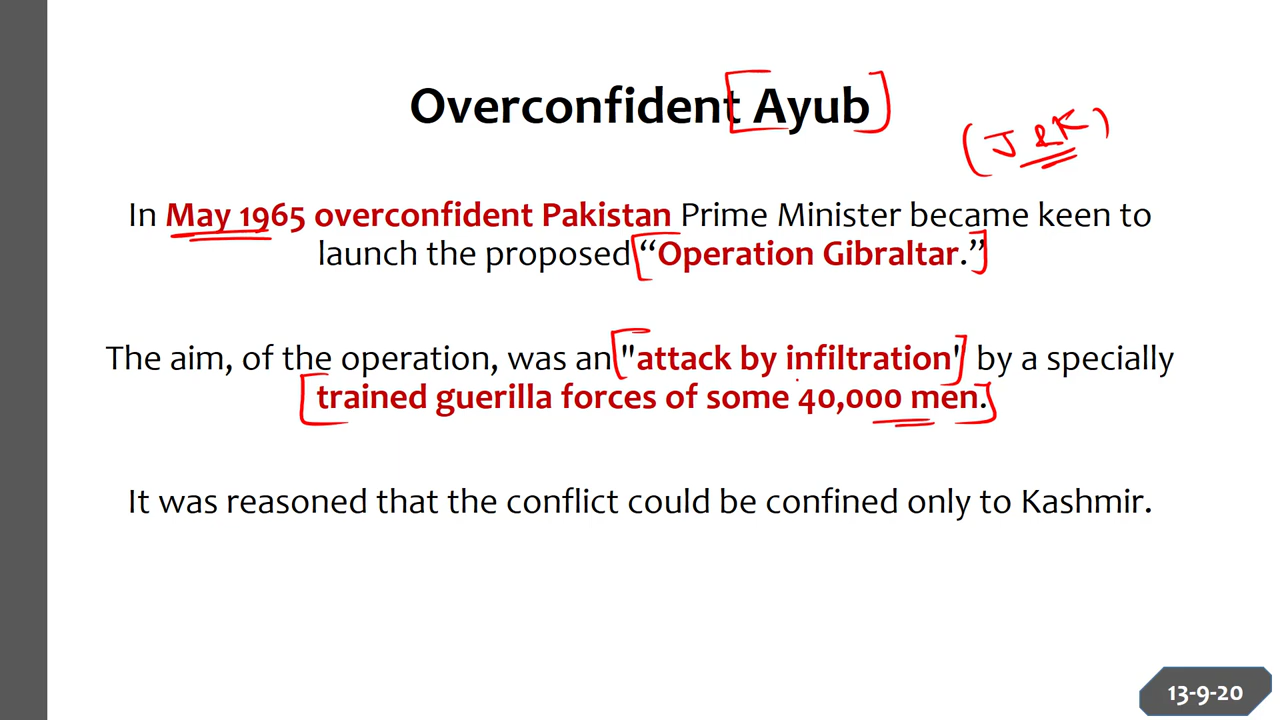 Overconfident Ayub
(J & K)
In May 1965 overconfident Pakistan Prime Minister became keen to
launch the proposed “Operation Gibraltar.”
The aim, of the operation, was an "attack by infiltration" by a specially
trained guerilla forces of some 40,000 men.
It was reasoned that the conflict could be confined only to Kashmir.
13-9-20